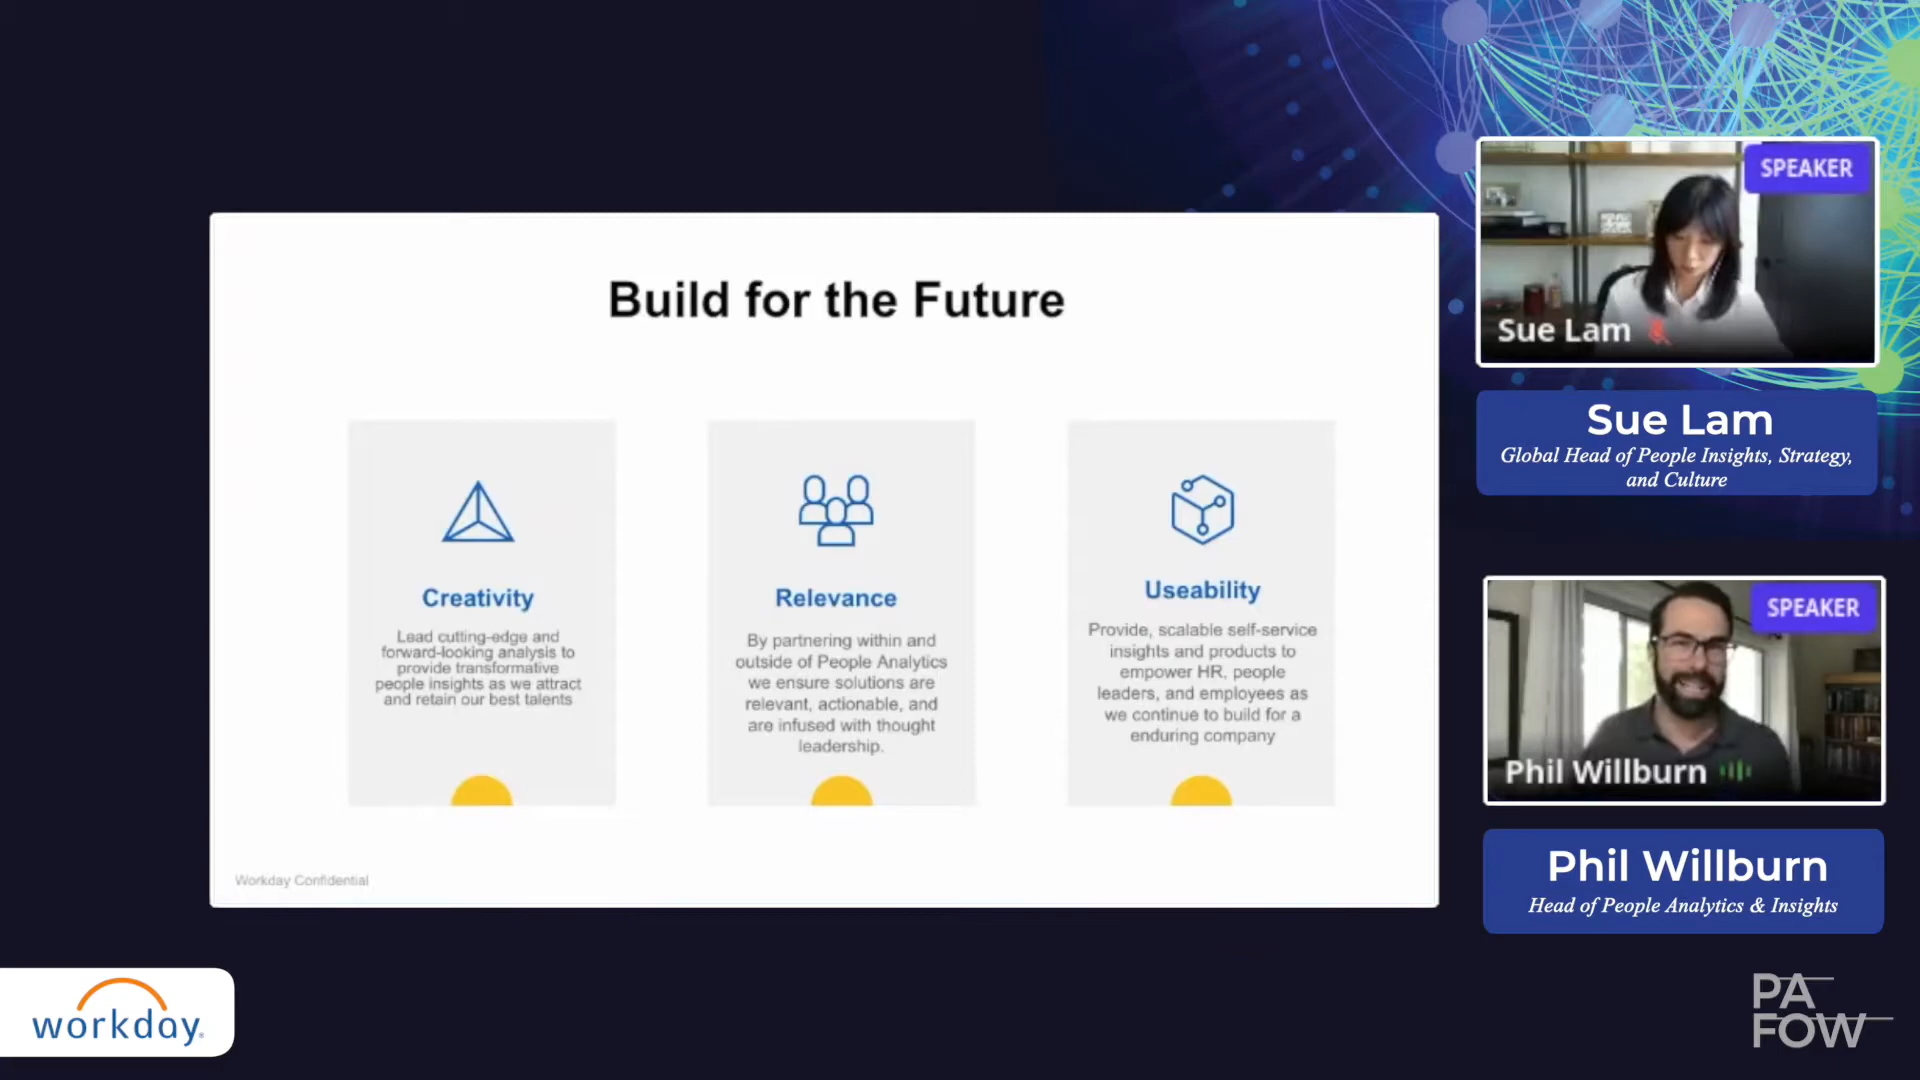 Build for the Future
Creativity
Lead cutting-edge and
forward-looking analysis to
provide transformative
people insights as we attract
and retain our best talents
Relevance
By partnering within and
outside of People Analytics
we ensure solutions are
relevant, actionable, and
are infused with thought
leadership.
Useability
Provide, scalable self-service
insights and products to
empower HR, people
leaders, and employees as
we continue to build for a
enduring company
Workday Confidential
SPEAKER
Sue Lam
Sue Lam
Global Head of People Insights, Strategy,
and Culture
SPEAKER
Phil Willburn
Phil Willburn
Head of People Analytics & Insights
workday.
PA
FOW